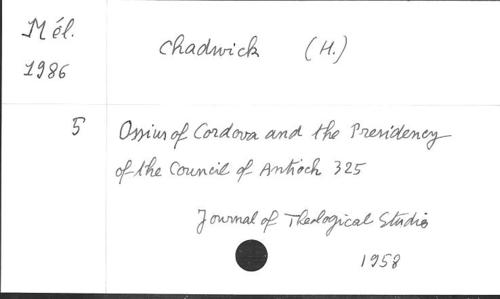 Mél.
1986
Chadwick (H.)
5
Ossius of Cordova and the Presidency
of the Council of Antioch 325
Journal of Theological Studies
1958